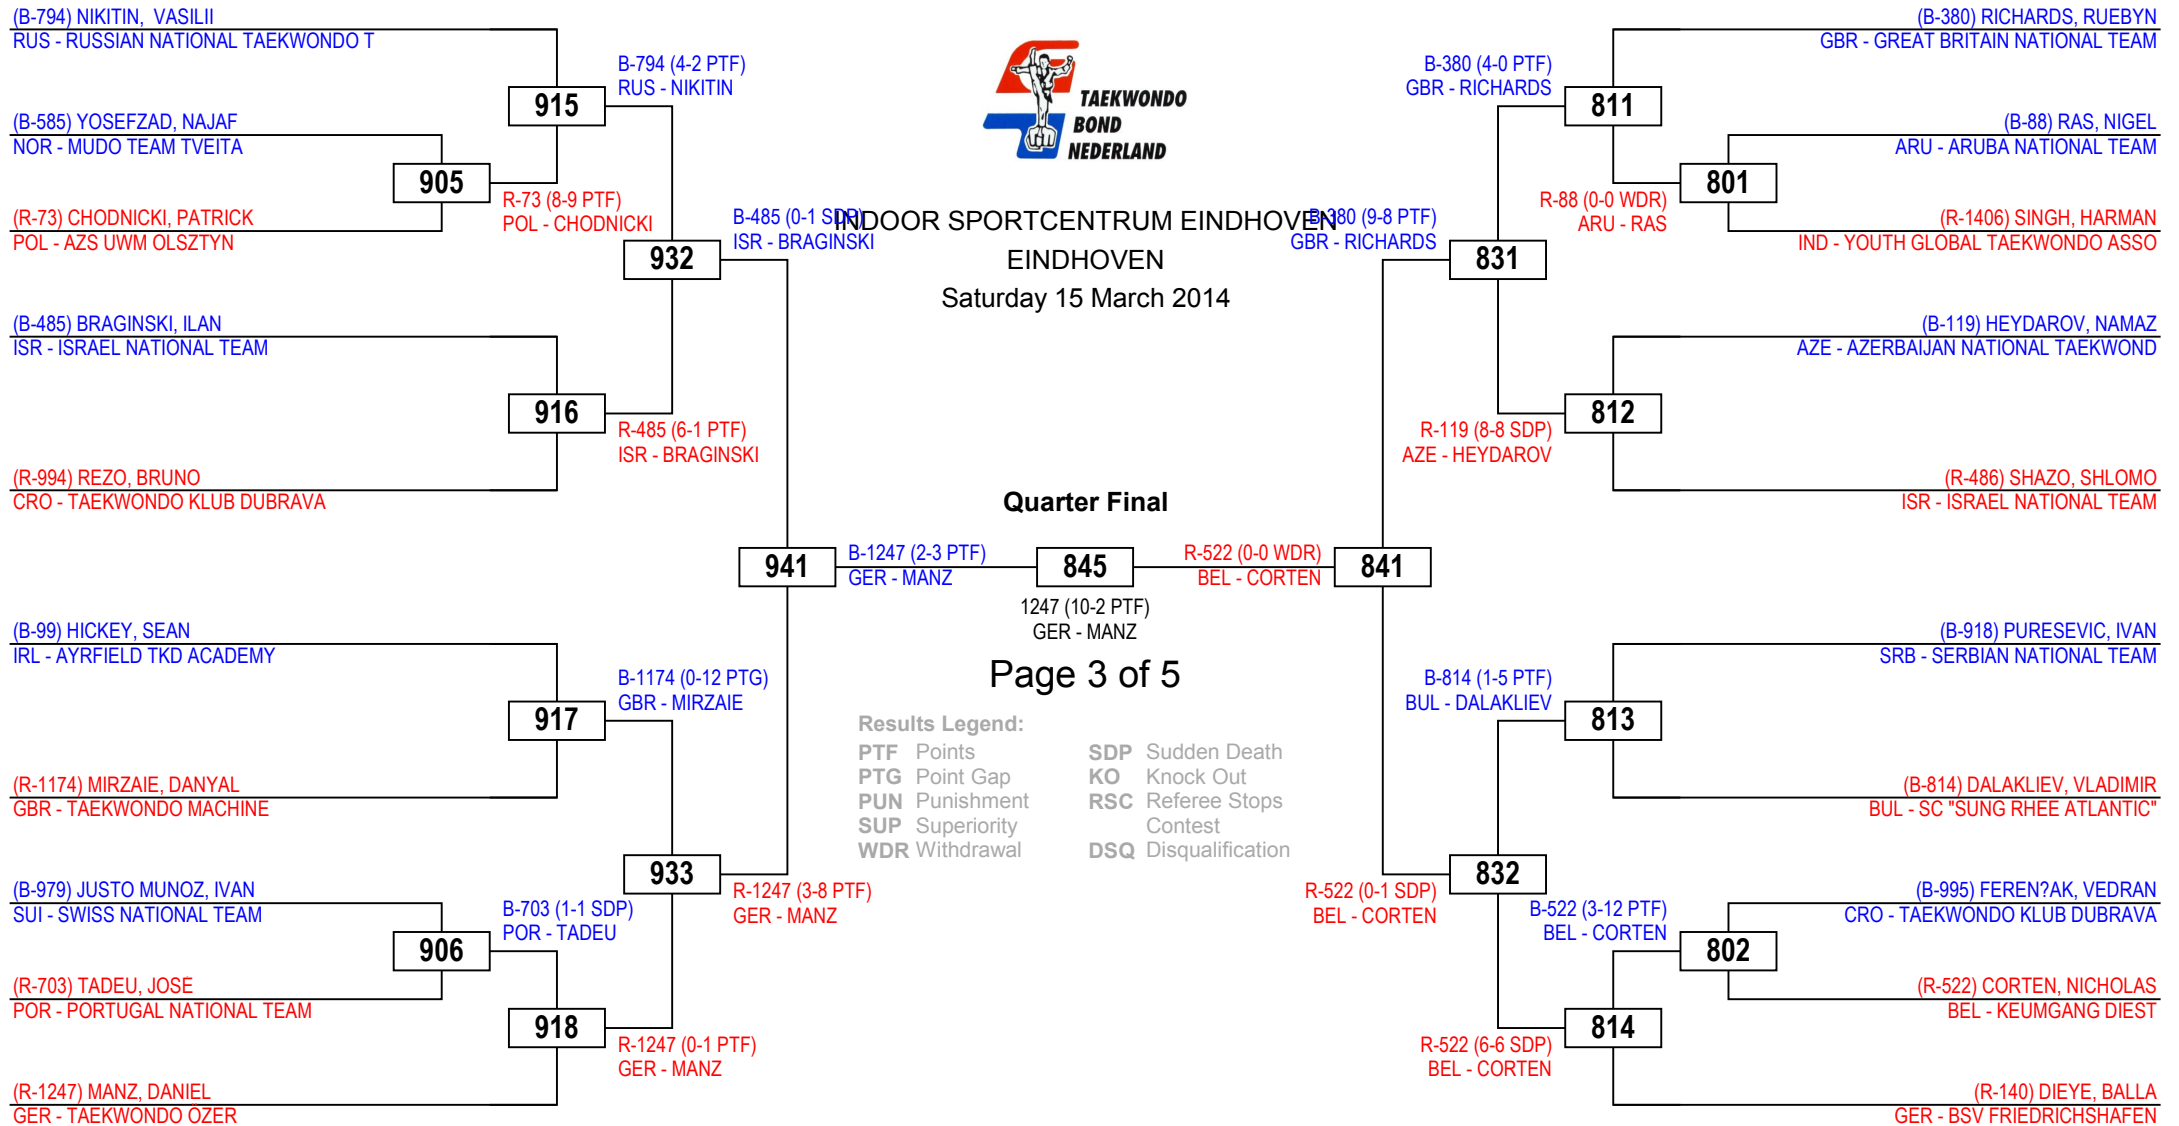 (B-794) NIKITIN, VASILII
RUS - RUSSIAN NATIONAL TAEKWONDO T
B-794 (4-2 PTF)
RUS - NIKITIN
915
(B-585) YOSEFZAD, NAJAF
NOR - MUDO TEAM TVEITA
905
R-73 (8-9 PTF)
POL - CHODNICKI
(R-73) CHODNICKI, PATRICK
POL - AZS UWM OLSZTYN
B-485 (0-1 SDP)
ISR - BRAGINSKI
932
(B-485) BRAGINSKI, ILAN
ISR - ISRAEL NATIONAL TEAM
916
R-485 (6-1 PTF)
ISR - BRAGINSKI
(R-994) REZO, BRUNO
CRO - TAEKWONDO KLUB DUBRAVA
941
B-1247 (2-3 PTF)
GER - MANZ
(B-99) HICKEY, SEAN
IRL - AYRFIELD TKD ACADEMY
B-1174 (0-12 PTG)
GBR - MIRZAIE
917
(R-1174) MIRZAIE, DANYAL
GBR - TAEKWONDO MACHINE
933
R-1247 (3-8 PTF)
GER - MANZ
(B-979) JUSTO MUNOZ, IVAN
SUI - SWISS NATIONAL TEAM
B-703 (1-1 SDP)
POR - TADEU
906
(R-703) TADEU, JOSÉ
POR - PORTUGAL NATIONAL TEAM
918
R-1247 (0-1 PTF)
GER - MANZ
(R-1247) MANZ, DANIEL
GER - TAEKWONDO ÖZER
TAEKWONDO
BOND
NEDERLAND
INDOOR SPORTCENTRUM EINDHOVEN
EINDHOVEN
Saturday 15 March 2014
Quarter Final
845
1247 (10-2 PTF)
GER - MANZ
Page 3 of 5
Results Legend:
PTF Points
PTG Point Gap
PUN Punishment
SUP Superiority
WDR Withdrawal
SDP Sudden Death
KO Knock Out
RSC Referee Stops
Contest
DSQ Disqualification
(B-380) RICHARDS, RUEBYN
GBR - GREAT BRITAIN NATIONAL TEAM
B-380 (4-0 PTF)
GBR - RICHARDS
811
(B-88) RAS, NIGEL
ARU - ARUBA NATIONAL TEAM
801
R-88 (0-0 WDR)
ARU - RAS
(R-1406) SINGH, HARMAN
IND - YOUTH GLOBAL TAEKWONDO ASSO
B-380 (9-8 PTF)
GBR - RICHARDS
831
(B-119) HEYDAROV, NAMAZ
AZE - AZERBAIJAN NATIONAL TAEKWOND
812
R-119 (8-8 SDP)
AZE - HEYDAROV
(R-486) SHAZO, SHLOMO
ISR - ISRAEL NATIONAL TEAM
R-522 (0-0 WDR)
BEL - CORTEN
841
(B-918) PURESEVIC, IVAN
SRB - SERBIAN NATIONAL TEAM
B-814 (1-5 PTF)
BUL - DALAKLIEV
813
(B-814) DALAKLIEV, VLADIMIR
BUL - SC "SUNG RHEE ATLANTIC"
832
R-522 (0-1 SDP)
BEL - CORTEN
(B-995) FEREN?AK, VEDRAN
CRO - TAEKWONDO KLUB DUBRAVA
B-522 (3-12 PTF)
BEL - CORTEN
802
(R-522) CORTEN, NICHOLAS
BEL - KEUMGANG DIEST
814
R-522 (6-6 SDP)
BEL - CORTEN
(R-140) DIEYE, BALLA
GER - BSV FRIEDRICHSHAFEN